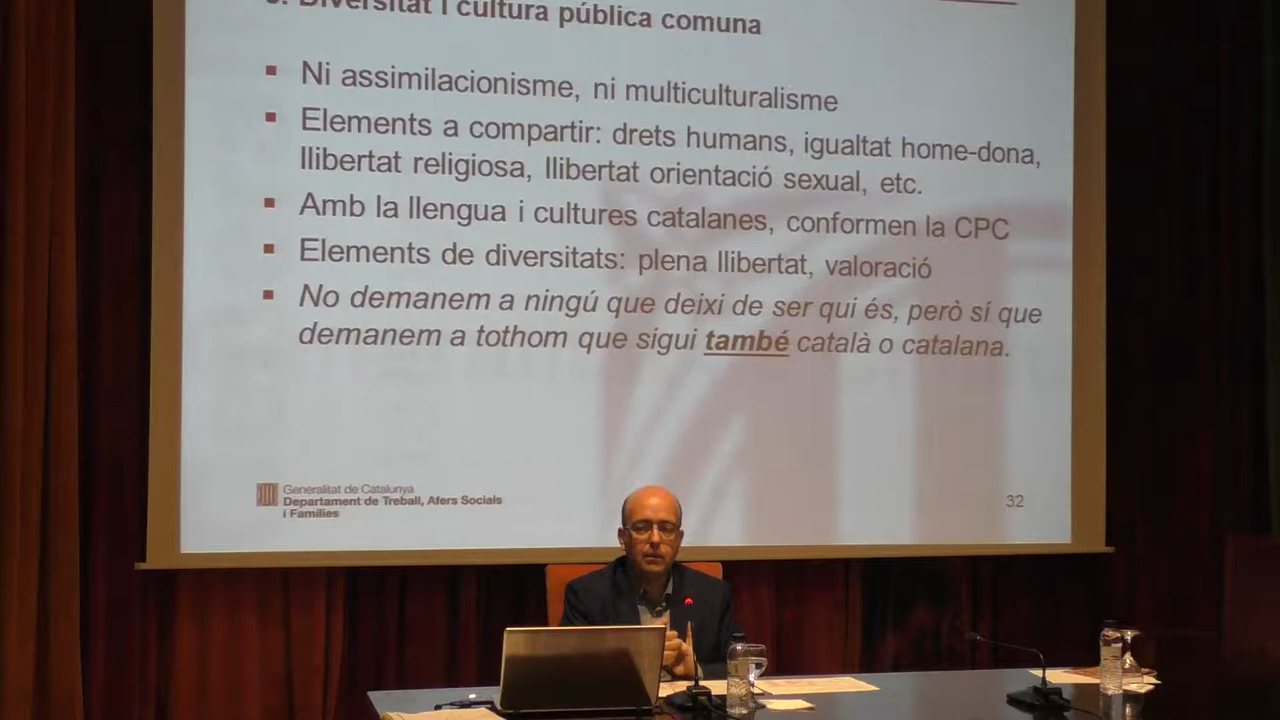 Diversitat i cultura pública comuna
Ni assimilacionisme, ni multiculturalisme
Elements a compartir: drets humans, igualtat home-dona,
llibertat religiosa, llibertat orientació sexual, etc.
Amb la llengua i cultures catalanes, conformen la CPC
Elements de diversitats: plena llibertat, valoració
No demanem a ningú que deixi de ser qui és, però sí que
demanem a tothom que sigui també català o catalana.
Generalitat de Catalunya
Departament de Treball, Afers Socials
i Famílies
32